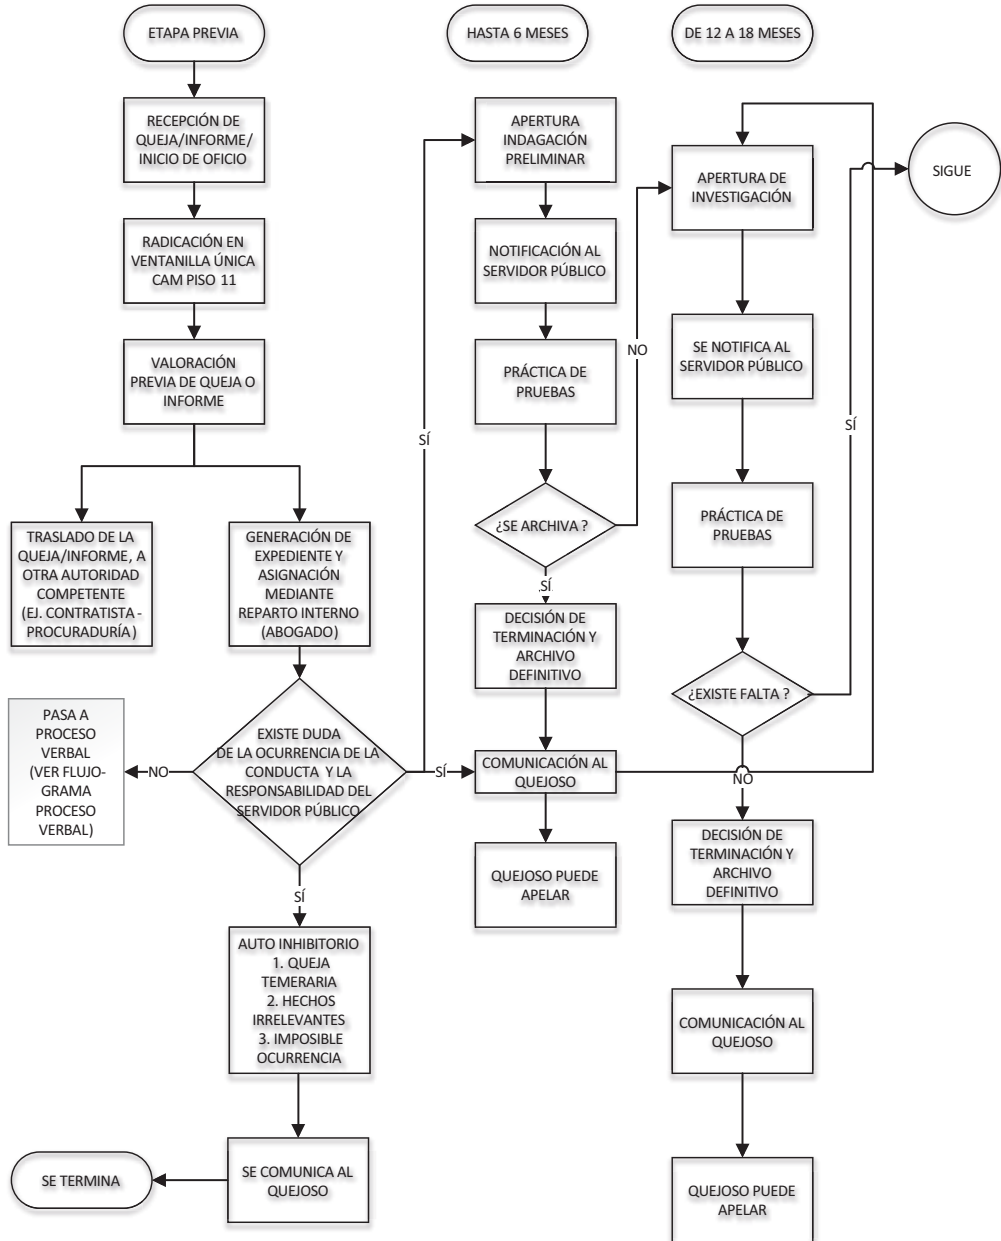 ETAPA PREVIA
RECEPCIÓN DE
QUEJA/INFORME/
INICIO DE OFICIO
RADICACIÓN EN
VENTANILLA ÚNICA
CAM PISO 11
VALORACIÓN
PREVIA DE QUEJA O
INFORME
TRASLADO DE LA
QUEJA/INFORME, A
OTRA AUTORIDAD
COMPETENTE
(EJ. CONTRATISTA -
PROCURADURÍA)
GENERACIÓN DE
EXPEDIENTE Y
ASIGNACIÓN
MEDIANTE
REPARTO INTERNO
(ABOGADO)
PASA A
PROCESO
VERBAL
(VER FLUJO-
GRAMA
PROCESO
VERBAL)
NO
EXISTE DUDA
DE LA OCURRENCIA DE LA
CONDUCTA Y LA
RESPONSABILIDAD DEL
SERVIDOR PÚBLICO
SÍ
SÍ
SÍ
AUTO INHIBITORIO
1. QUEJA
TEMERARIA
2. HECHOS
IRRELEVANTES
3. IMPOSIBLE
OCURRENCIA
SE COMUNICA AL
QUEJOSO
SE TERMINA
HASTA 6 MESES
APERTURA
INDAGACIÓN
PRELIMINAR
NOTIFICACIÓN AL
SERVIDOR PÚBLICO
PRÁCTICA DE
PRUEBAS
¿SE ARCHIVA ?
NO
SÍ
DECISIÓN DE
TERMINACIÓN Y
ARCHIVO
DEFINITIVO
COMUNICACIÓN AL
QUEJOSO
QUEJOSO PUEDE
APELAR
DE 12 A 18 MESES
APERTURA DE
INVESTIGACIÓN
SE NOTIFICA AL
SERVIDOR PÚBLICO
PRÁCTICA DE
PRUEBAS
¿EXISTE FALTA ?
SÍ
SIGUE
NO
DECISIÓN DE
TERMINACIÓN Y
ARCHIVO
DEFINITIVO
COMUNICACIÓN AL
QUEJOSO
QUEJOSO PUEDE
APELAR